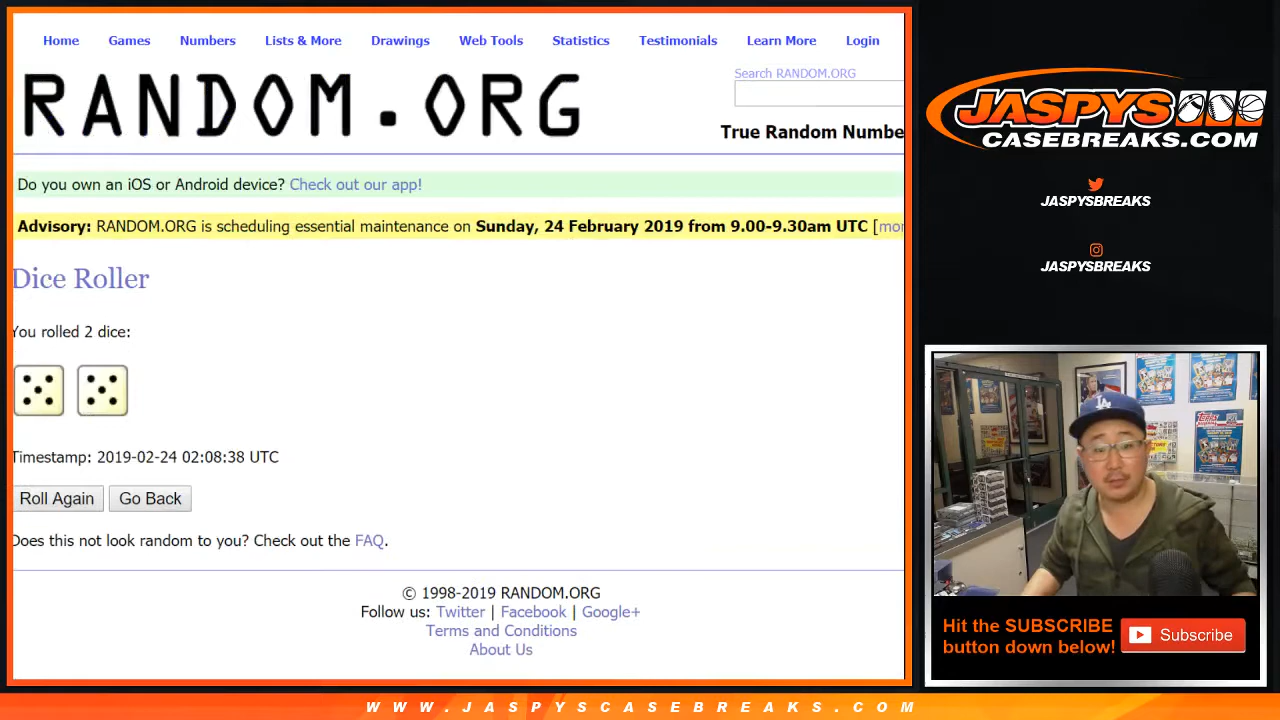 Home Games Numbers Lists & More Drawings Web Tools Statistics Testimonials Learn More Login
RANDOM.ORG
Search RANDOM.ORG
True Random Numbe
Do you own an iOS or Android device? Check out our app!
Advisory: RANDOM.ORG is scheduling essential maintenance on Sunday, 24 February 2019 from 9.00-9.30am UTC [mor
Dice Roller
You rolled 2 dice:
Timestamp: 2019-02-24 02:08:38 UTC
Roll Again Go Back
Does this not look random to you? Check out the FAQ.
© 1998-2019 RANDOM.ORG
Follow us: Twitter | Facebook | Google+
Terms and Conditions
About Us
JASPYS
CASEBREAKS.COM
JASPYSBREAKS
JASPYSBREAKS
LA
Topps
Hit the SUBSCRIBE
button down below!
Subscribe
WWW.JASPYSCASEBREAKS.COM